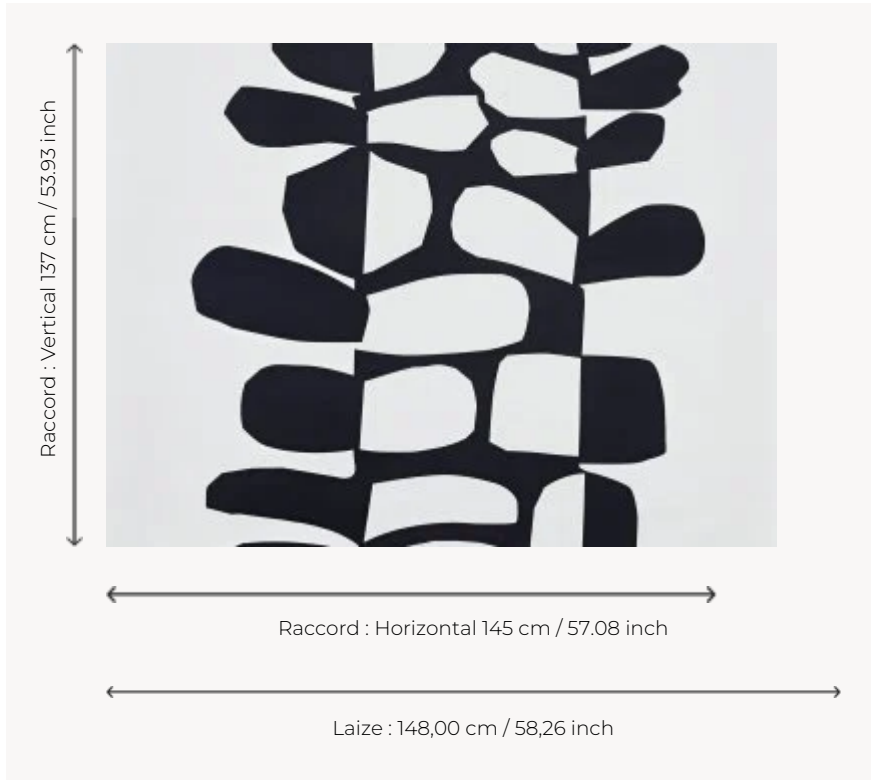 Raccord : Vertical 137 cm / 53.93 inch
Raccord : Horizontal 145 cm / 57.08 inch
Laize : 148,00 cm / 58,26 inch